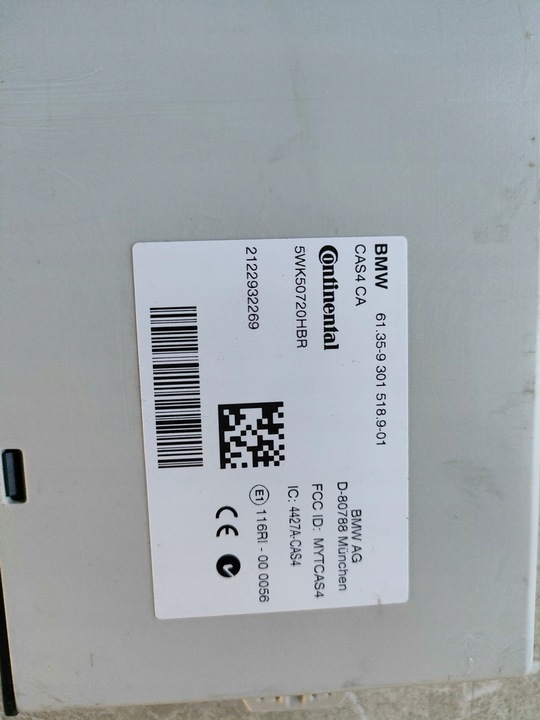 BMW 61.35-9 301 518.9-01
CAS4 CA
Continental
5WK50720HBR
2122932269
BMW AG
D-80788 München
FCC ID: MYTCAS4
IC: 4427A-CAS4
E1 116RI - 00 0056
CE